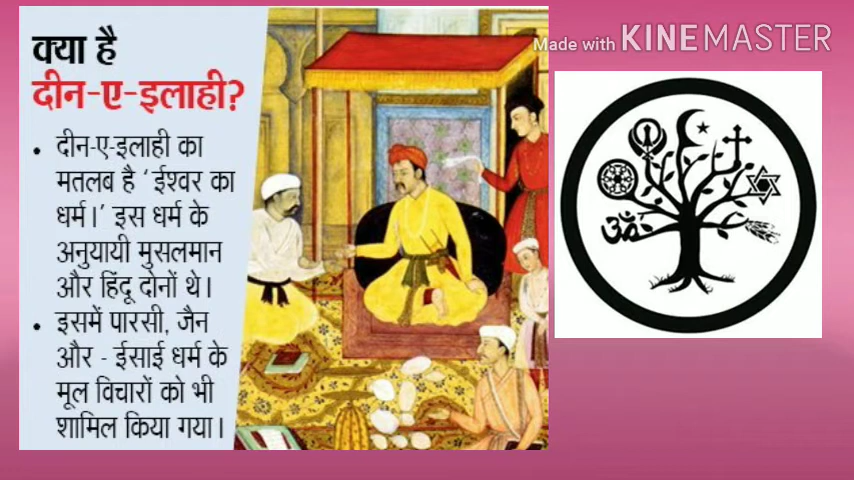 क्या है
दीन-ए-इलाही?
• दीन-ए-इलाही का
मतलब है ‘ ईश्वर का
धर्म।’ इस धर्म के
अनुयायी मुसलमान
और हिंदू दोनों थे।
• इसमें पारसी, जैन
और - ईसाई धर्म के
मूल विचारों को भी
शामिल किया गया।
Made with KINEMASTER
ॐ